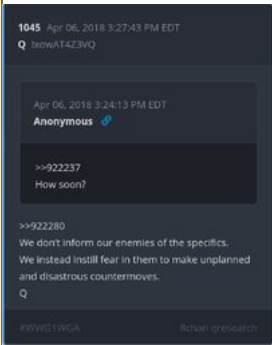 1045 Apr 06, 2018 3:27:43 PM EDT
Q !xowAT4Z3VQ
Apr 06, 2018 3:24:13 PM EDT
Anonymous
>>922237
How soon?
>>922280
We don't inform our enemies of the specifics.
We instead instill fear in them to make unplanned
and disastrous countermoves.
Q
#WWG1WGA 8chan qresearch